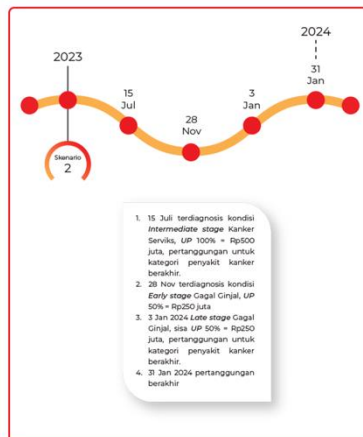 2024
2023
31
Jan
15
Jul
3
Jan
28
Nov
Skenario
2
1. 15 Juli terdiagnosis kondisi
Intermediate stage Kanker
Serviks, UP 100% = Rp500
juta, pertanggungan untuk
kategori penyakit kanker
berakhir.
2. 28 Nov terdiagnosis kondisi
Early stage Gagal Ginjal, UP
50% = Rp250 juta
3. 3 Jan 2024 Late stage Gagal
Ginjal, sisa UP 50% = Rp250
juta, pertanggungan untuk
kategori penyakit kanker
berakhir.
4. 31 Jan 2024 pertanggungan
berakhir